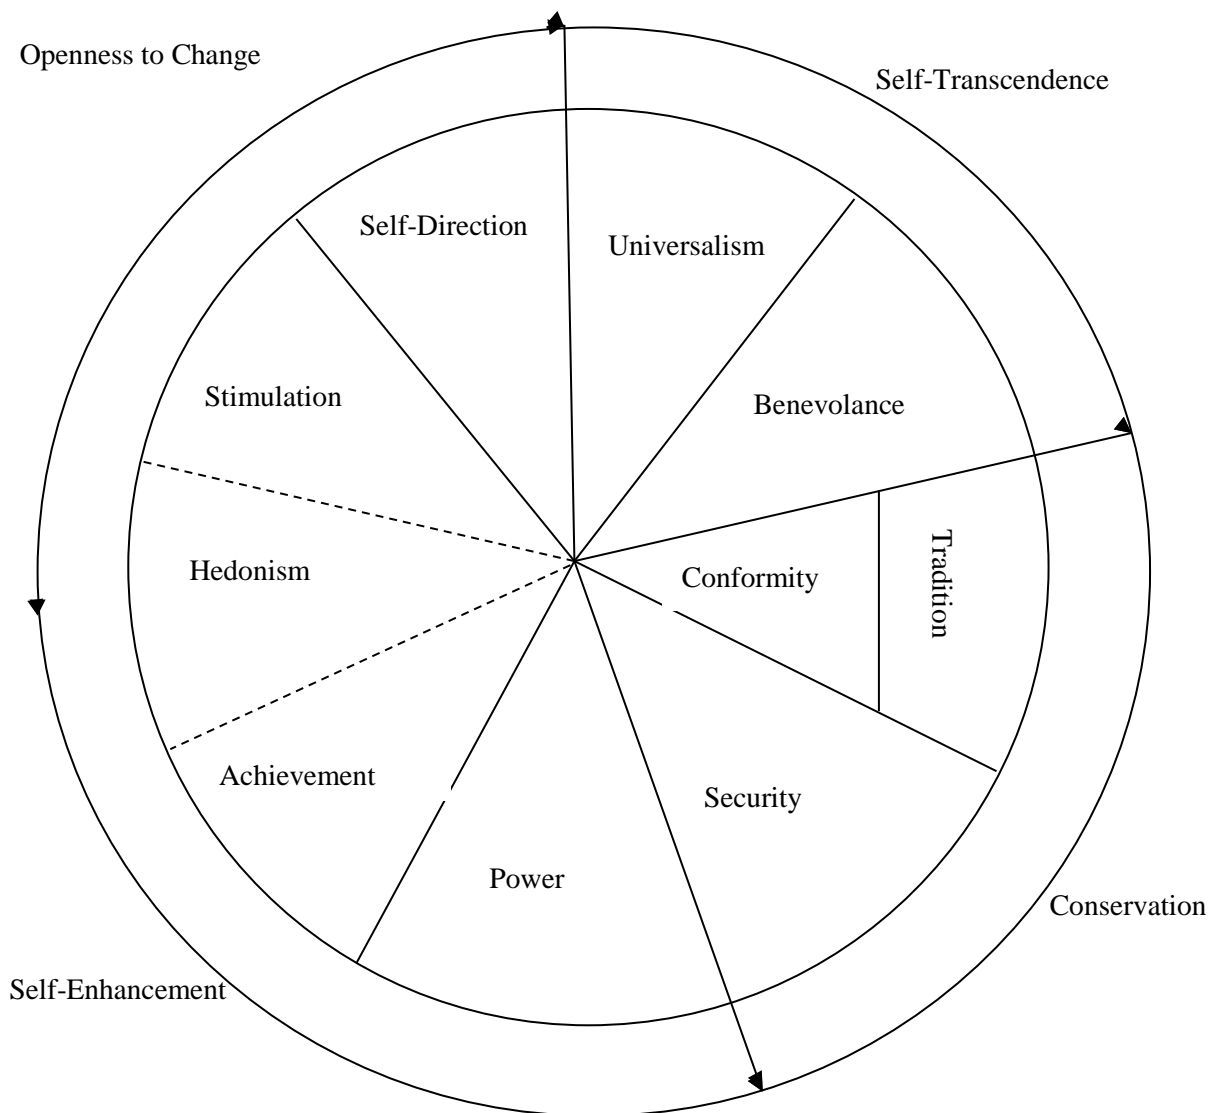 Openness to Change
Self-Transcendence
Self-Direction
Universalism
Stimulation
Benevolance
Hedonism
Conformity
Tradition
Achievement
Security
Power
Conservation
Self-Enhancement